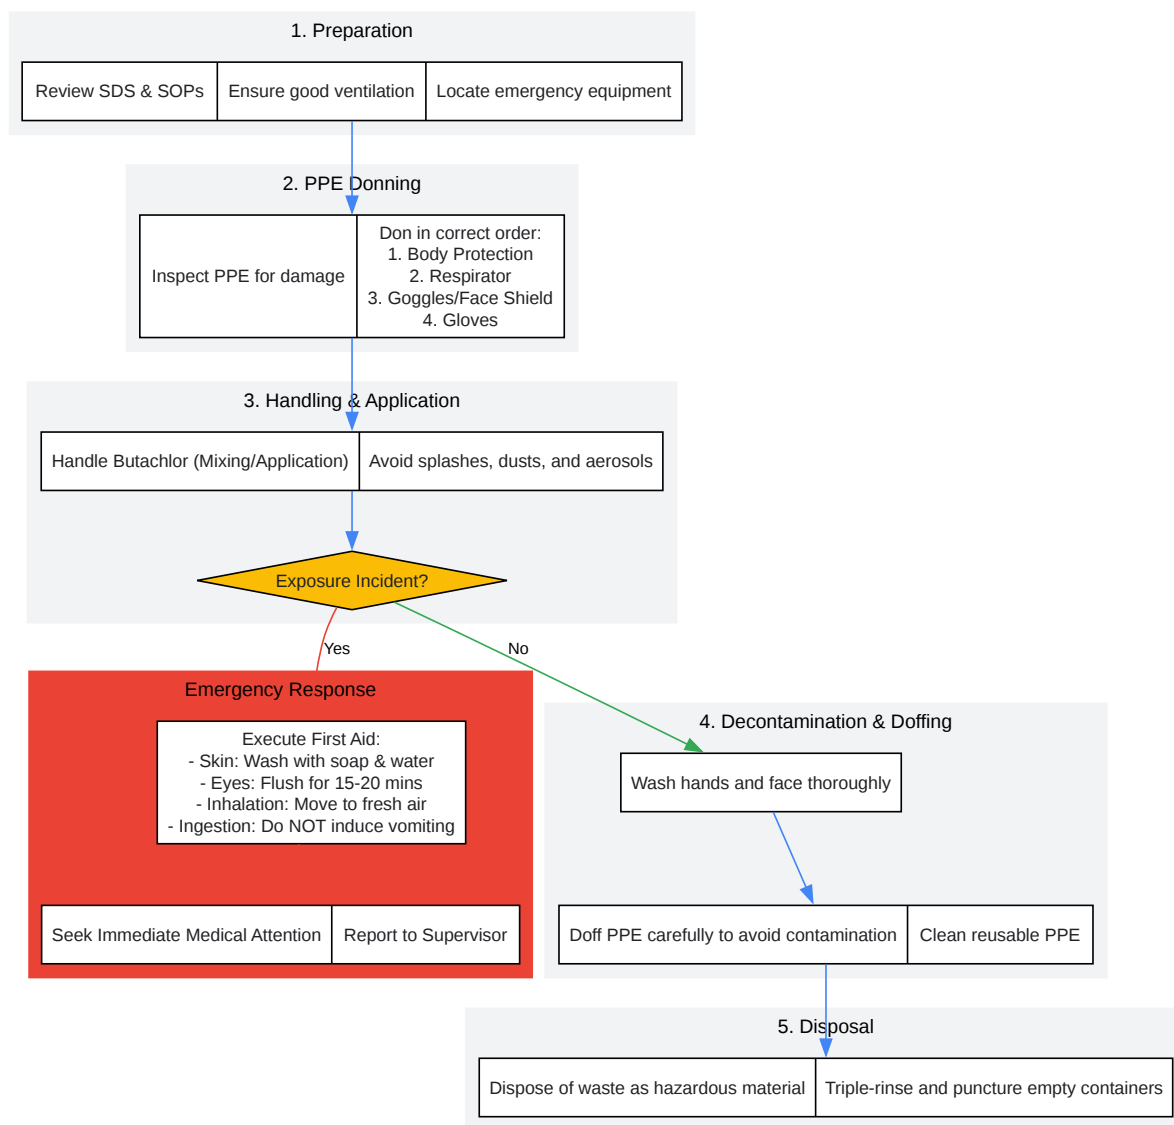 1. Preparation
Review SDS & SOPs
Ensure good ventilation
Locate emergency equipment
2. PPE Donning
Inspect PPE for damage
Don in correct order:
1. Body Protection
2. Respirator
3. Goggles/Face Shield
4. Gloves
3. Handling & Application
Handle Butachlor (Mixing/Application)
Avoid splashes, dusts, and aerosols
Exposure Incident?
Yes
No
Emergency Response
Execute First Aid:
- Skin: Wash with soap & water
- Eyes: Flush for 15-20 mins
- Inhalation: Move to fresh air
- Ingestion: Do NOT induce vomiting
Seek Immediate Medical Attention
Report to Supervisor
4. Decontamination & Doffing
Wash hands and face thoroughly
Doff PPE carefully to avoid contamination
Clean reusable PPE
5. Disposal
Dispose of waste as hazardous material
Triple-rinse and puncture empty containers